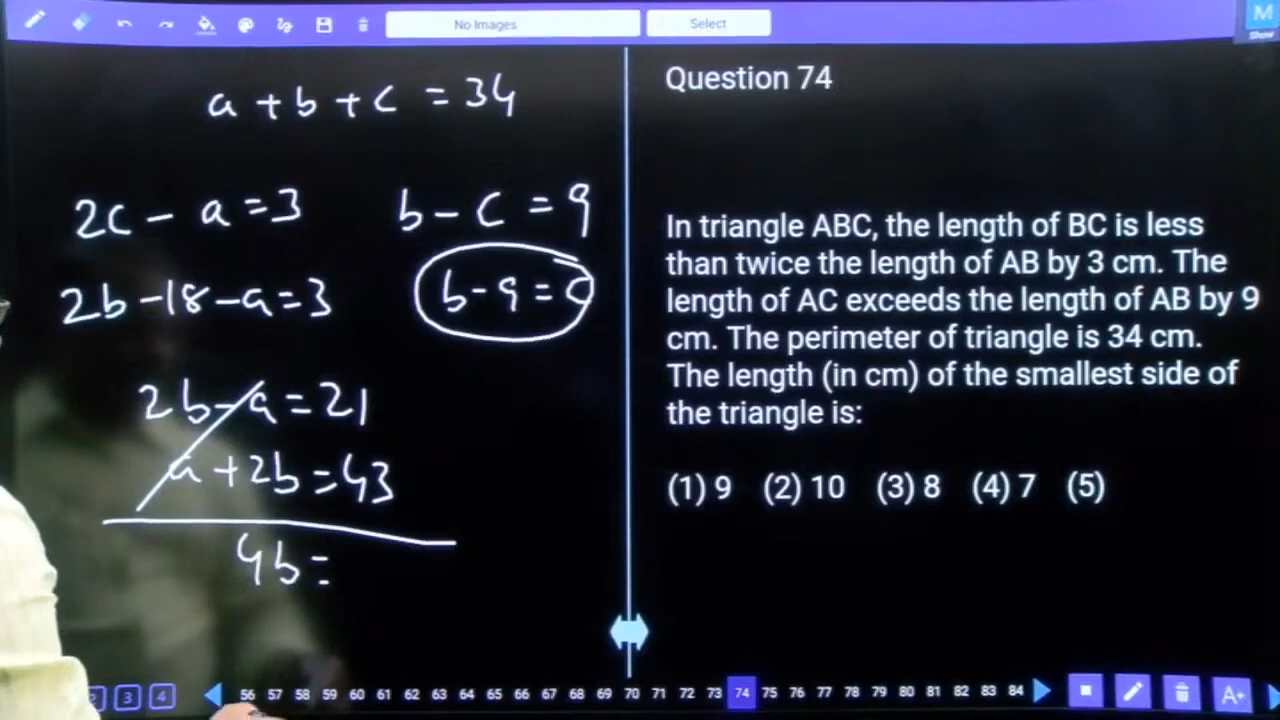 No Images
Select
M
Show
a + b + c = 34
2c - a = 3
b - c = 9
2b - 18 - a = 3
b - 9 = c
2b - a = 21
a + 2b = 43
4b =
Question 74
In triangle ABC, the length of BC is less
than twice the length of AB by 3 cm. The
length of AC exceeds the length of AB by 9
cm. The perimeter of triangle is 34 cm.
The length (in cm) of the smallest side of
the triangle is:
(1) 9 (2) 10 (3) 8 (4) 7 (5)
3 4 56 57 58 59 60 61 62 63 64 65 66 67 68 69 70 71 72 73 74 75 76 77 78 79 80 81 82 83 84 A+